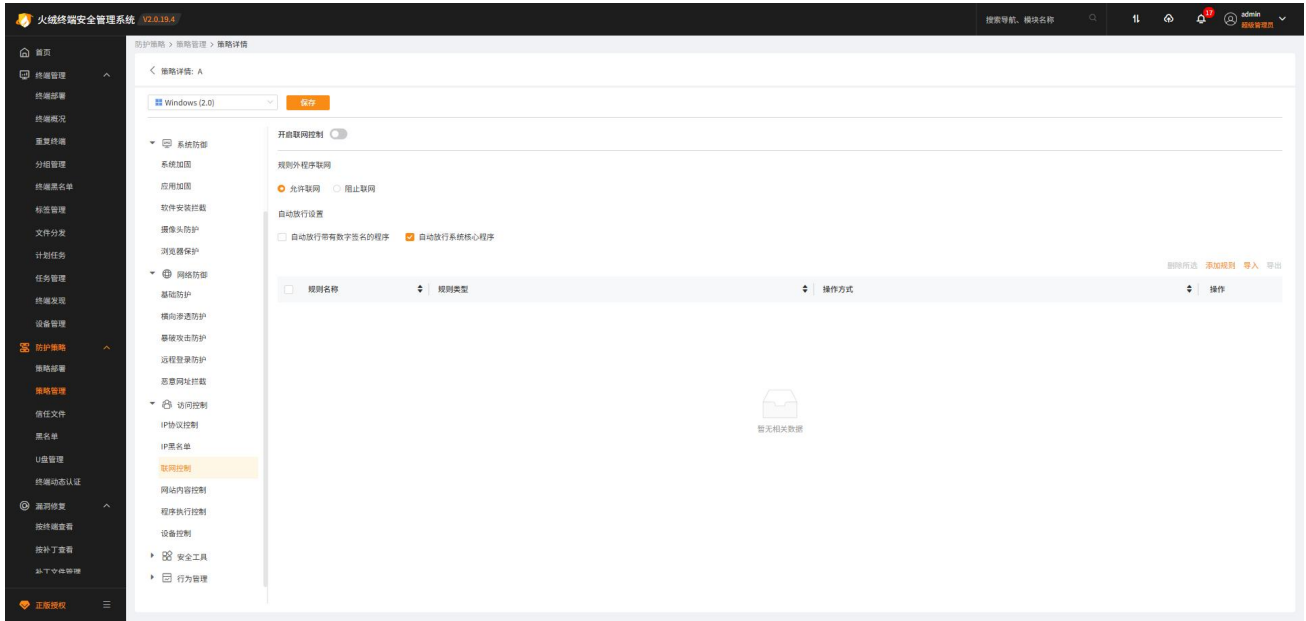 火绒终端安全管理系统 V2.0.19.4
搜索导航、模块名称
17
admin
超级管理员
首页
终端管理
终端部署
终端概况
重复终端
分组管理
终端黑名单
标签管理
文件分发
计划任务
任务管理
终端发现
设备管理
防护策略
策略部署
策略管理
信任文件
黑名单
U盘管理
终端动态认证
漏洞修复
按终端查看
按补丁查看
补丁文件管理
正版授权
防护策略 > 策略管理 > 策略详情
策略详情: A
Windows (2.0)
保存
系统防御
系统加固
应用加固
软件安装拦截
摄像头防护
浏览器保护
网络防御
基础防护
横向渗透防护
暴破攻击防护
远程登录防护
恶意网址拦截
访问控制
IP协议控制
IP黑名单
联网控制
网站内容控制
程序执行控制
设备控制
安全工具
行为管理
开启联网控制
规则外程序联网
允许联网 阻止联网
自动放行设置
自动放行带有数字签名的程序 自动放行系统核心程序
删除所选 添加规则 导入 导出
规则名称 规则类型 操作方式 操作
暂无相关数据